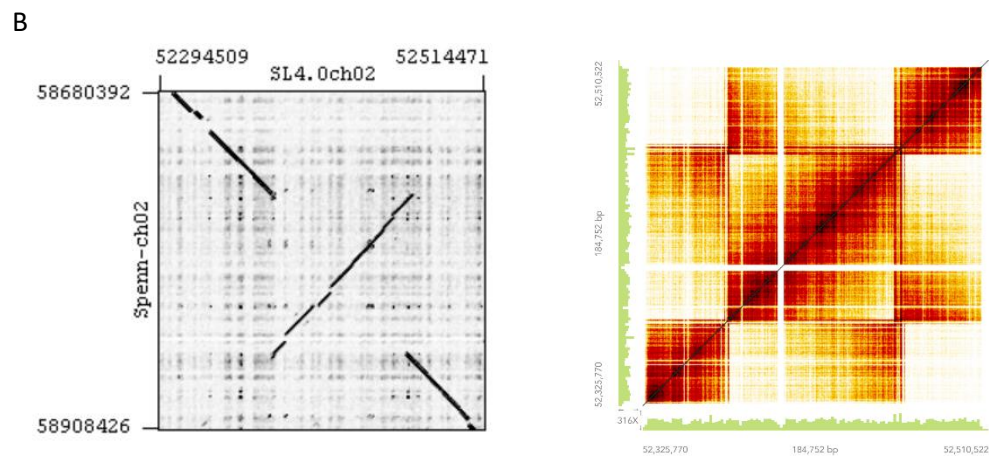 B
52294509 52514471
SL4.0ch02
58680392
Spenn-ch02
58908426
52,510,522
184,752 bp
52,325,770
316X
52,325,770 184,752 bp 52,510,522